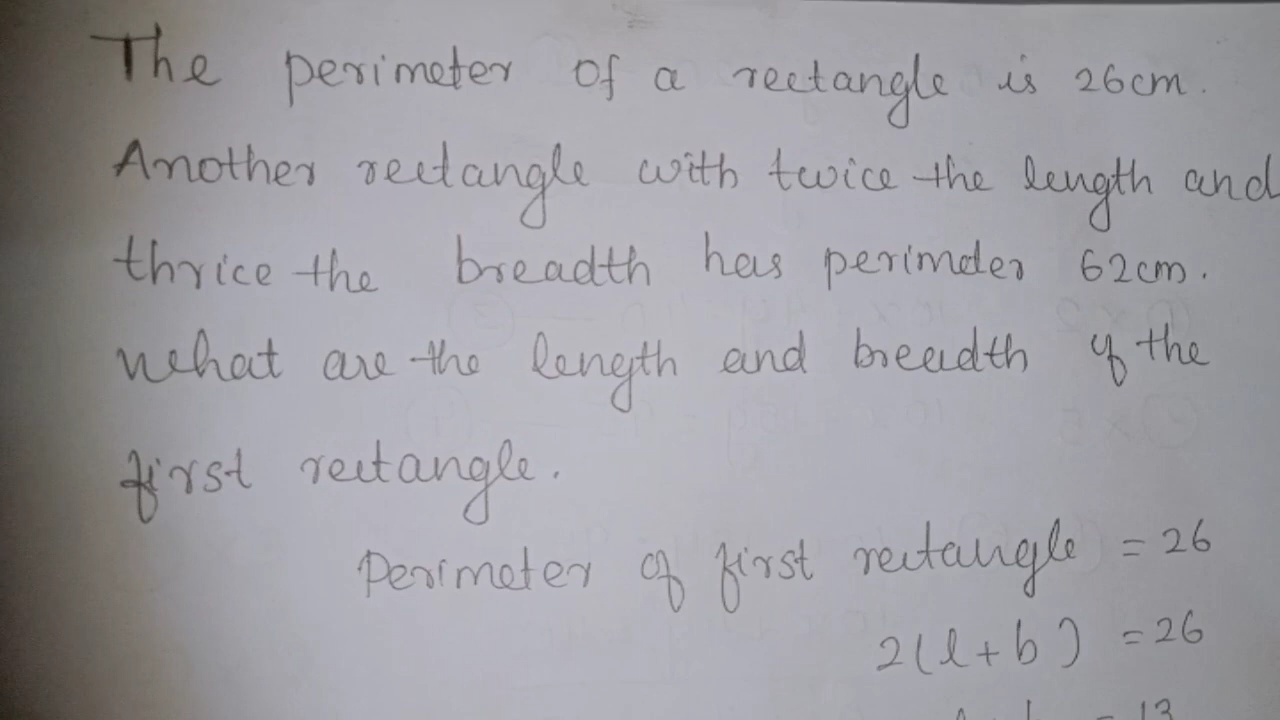 The perimeter of a rectangle is 26cm.
Another rectangle with twice the length and
thrice the breadth has perimeter 62cm.
What are the length and breadth of the
first rectangle.
Perimeter of first rectangle = 26
2(l+b) = 26
= 13